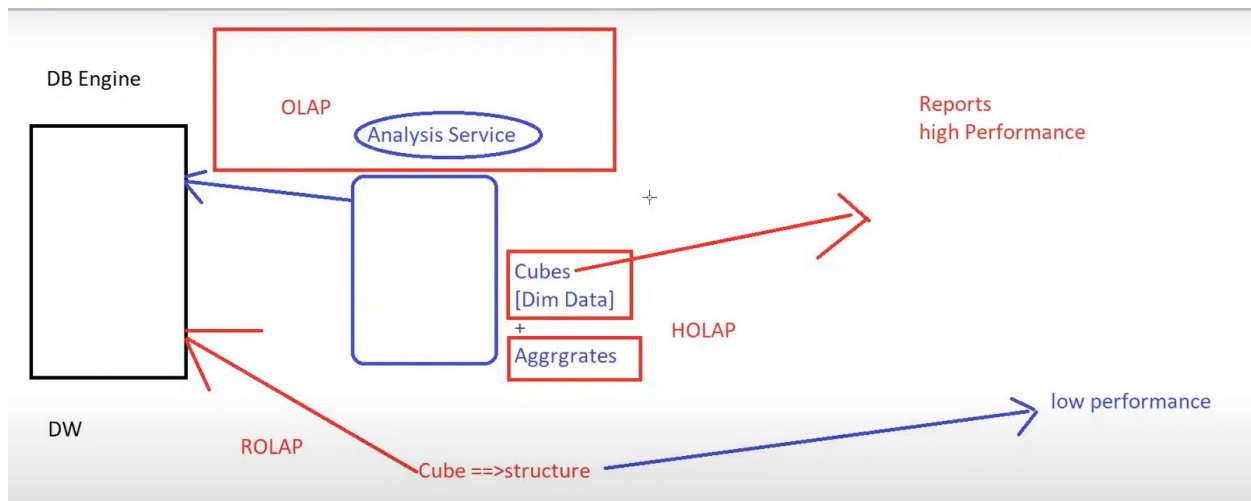 DB Engine
OLAP
Analysis Service
Reports
high Performance
Cubes
[Dim Data]
+
Aggrgrates
HOLAP
DW
ROLAP
Cube ==>structure
low performance